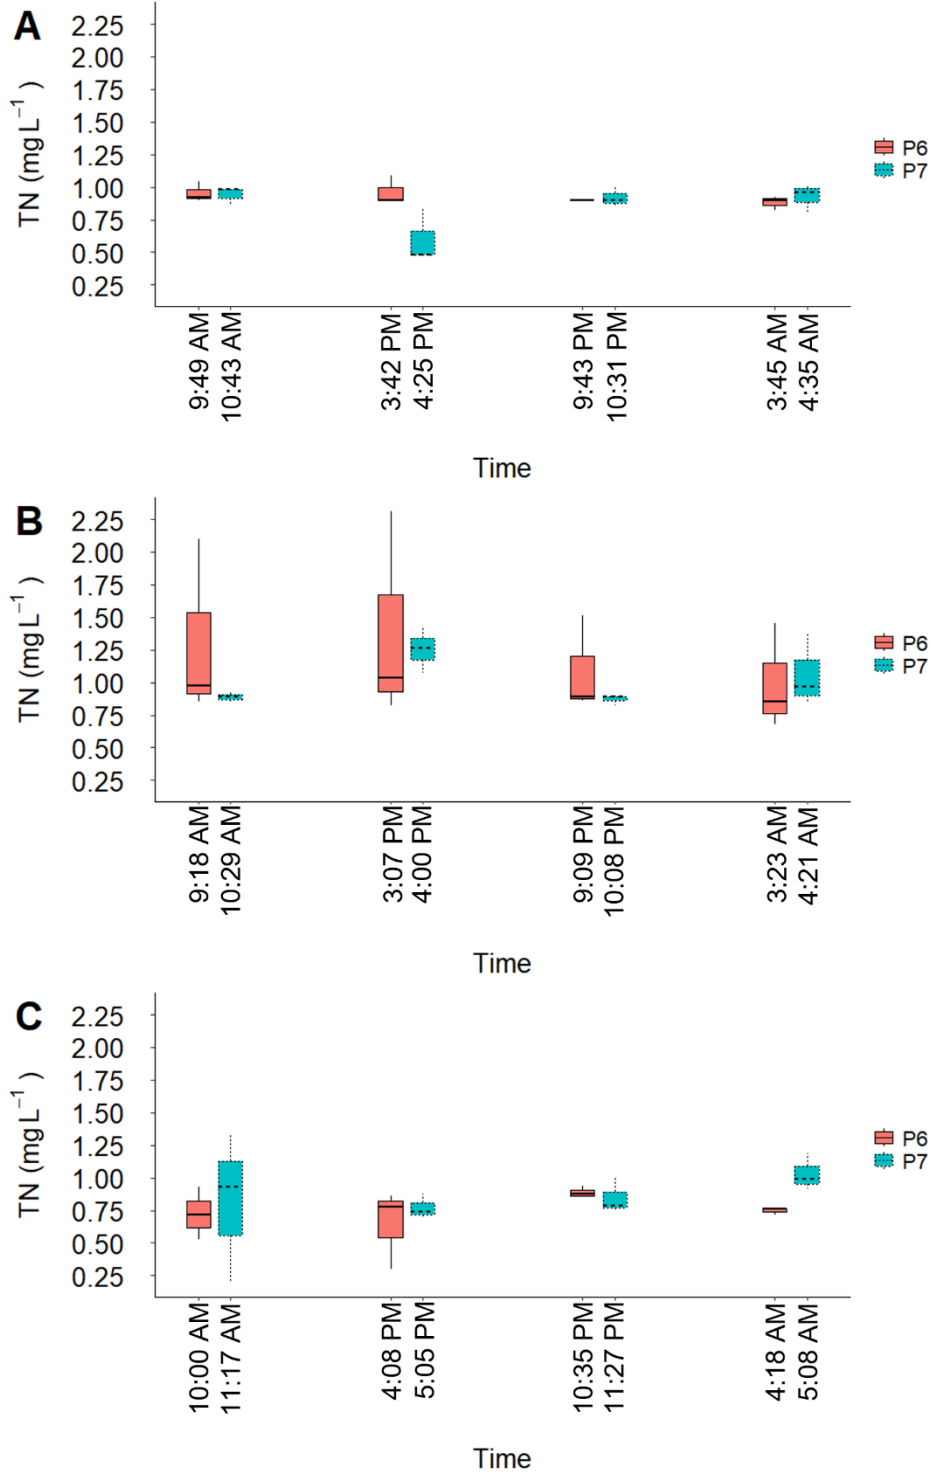 A
2.25
2.00
1.75
1.50
1.25
1.00
0.75
0.50
0.25
TN (mg L⁻¹ )
9:49 AM
10:43 AM
3:42 PM
4:25 PM
9:43 PM
10:31 PM
3:45 AM
4:35 AM
Time
P6
P7
B
2.25
2.00
1.75
1.50
1.25
1.00
0.75
0.50
0.25
TN (mg L⁻¹ )
9:18 AM
10:29 AM
3:07 PM
4:00 PM
9:09 PM
10:08 PM
3:23 AM
4:21 AM
Time
P6
P7
C
2.25
2.00
1.75
1.50
1.25
1.00
0.75
0.50
0.25
TN (mg L⁻¹ )
10:00 AM
11:17 AM
4:08 PM
5:05 PM
10:35 PM
11:27 PM
4:18 AM
5:08 AM
Time
P6
P7